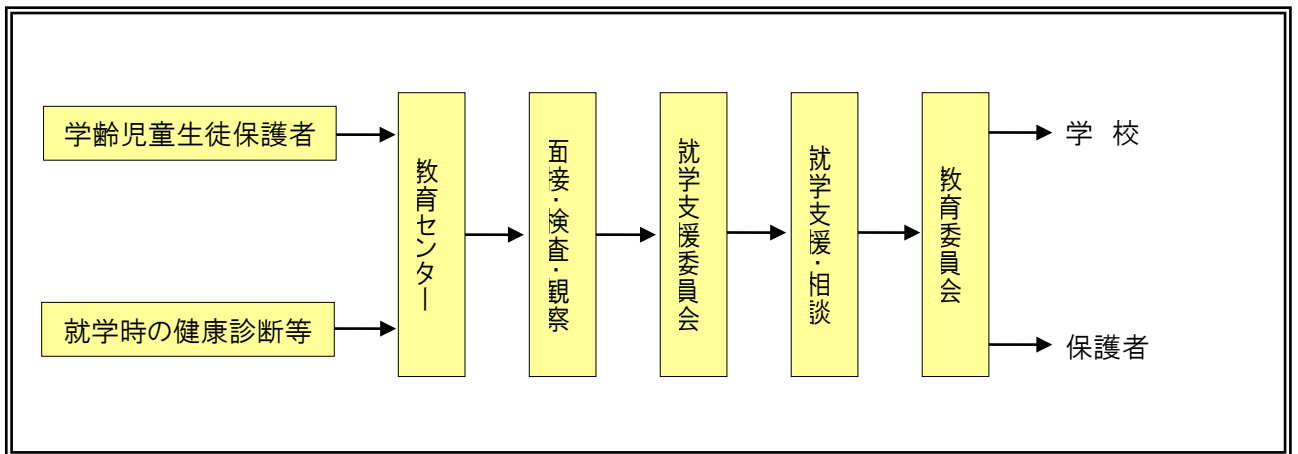 学齢児童生徒保護者
就学時の健康診断等
教育センター
面接・検査・観察
就学支援委員会
就学支援・相談
教育委員会
学 校
保護者